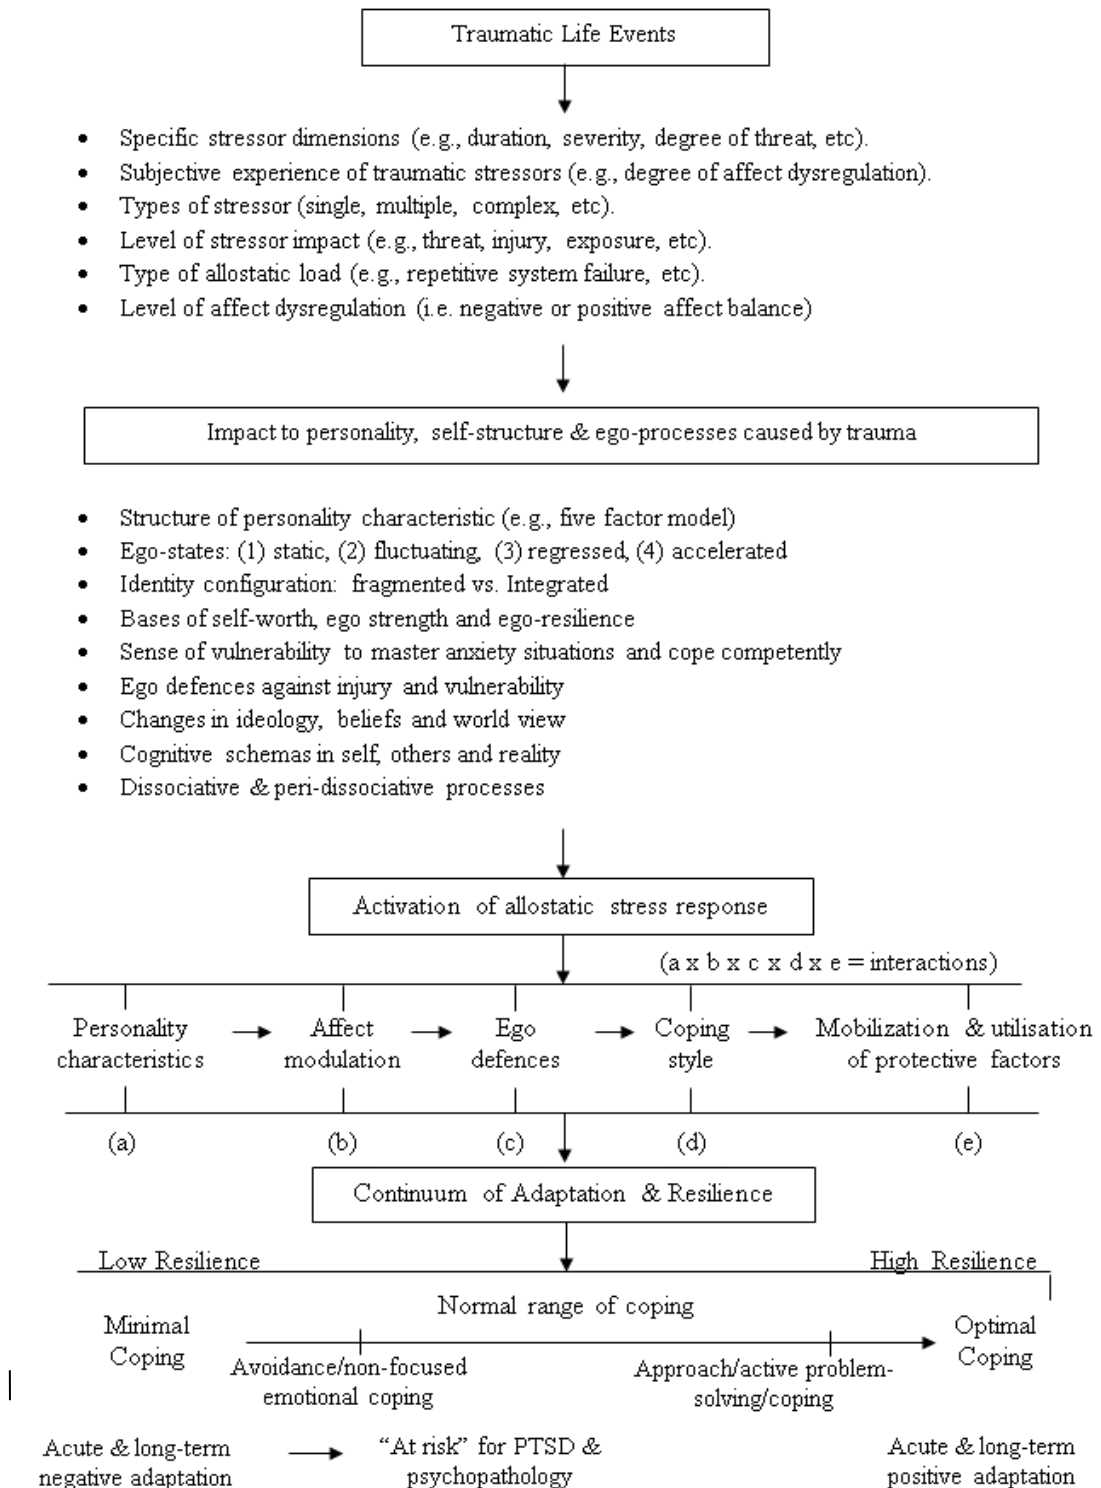 Traumatic Life Events
• Specific stressor dimensions (e.g., duration, severity, degree of threat, etc).
• Subjective experience of traumatic stressors (e.g., degree of affect dysregulation).
• Types of stressor (single, multiple, complex, etc).
• Level of stressor impact (e.g., threat, injury, exposure, etc).
• Type of allostatic load (e.g., repetitive system failure, etc).
• Level of affect dysregulation (i.e. negative or positive affect balance)
Impact to personality, self-structure & ego-processes caused by trauma
• Structure of personality characteristic (e.g., five factor model)
• Ego-states: (1) static, (2) fluctuating, (3) regressed, (4) accelerated
• Identity configuration: fragmented vs. Integrated
• Bases of self-worth, ego strength and ego-resilience
• Sense of vulnerability to master anxiety situations and cope competently
• Ego defences against injury and vulnerability
• Changes in ideology, beliefs and world view
• Cognitive schemas in self, others and reality
• Dissociative & peri-dissociative processes
Activation of allostatic stress response
(a x b x c x d x e = interactions)
Personality
characteristics
Affect
modulation
Ego
defences
Coping
style
Mobilization & utilisation
of protective factors
(a)
(b)
(c)
(d)
(e)
Continuum of Adaptation & Resilience
Low Resilience
High Resilience
Normal range of coping
Minimal
Coping
Optimal
Coping
Avoidance/non-focused
emotional coping
Approach/active problem-
solving/coping
Acute & long-term
negative adaptation
“At risk” for PTSD &
psychopathology
Acute & long-term
positive adaptation